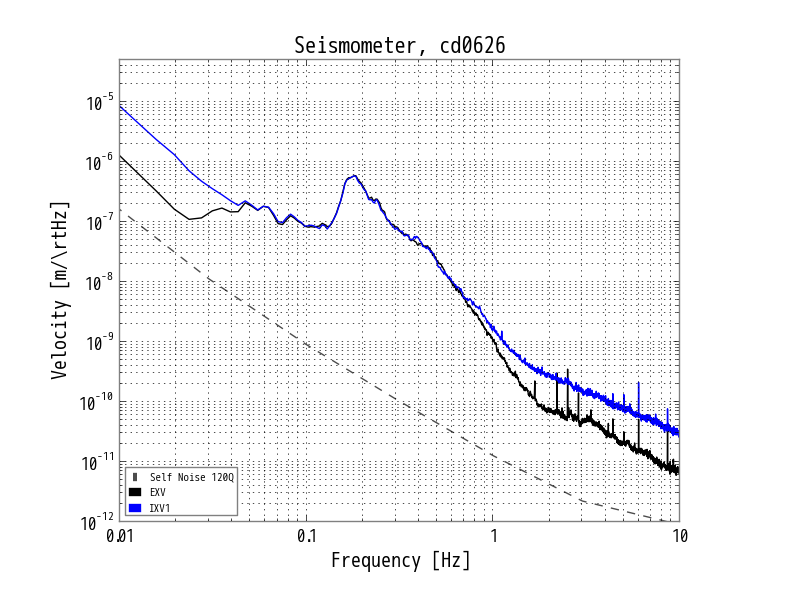 Seismometer, cd0626
Velocity [m/\rtHz]
10^-5
10^-6
10^-7
10^-8
10^-9
10^-10
10^-11
10^-12
Self Noise 120Q
EXV
IXV1
0.01 0.1 1 10
Frequency [Hz]